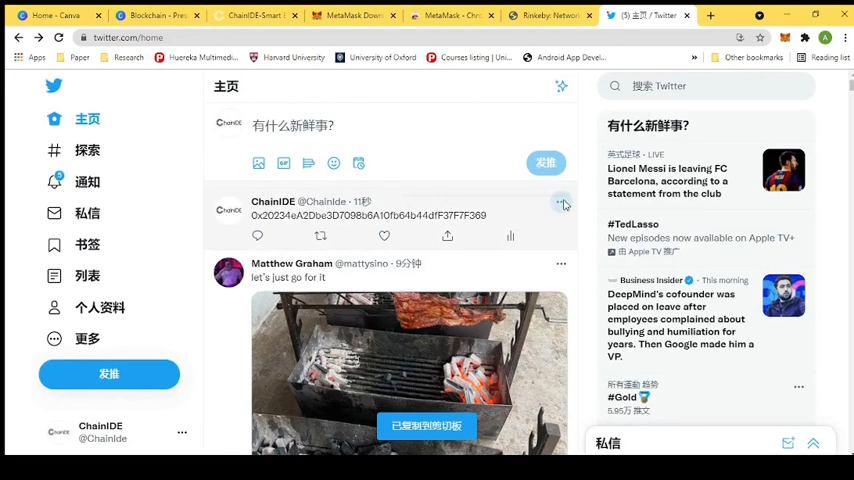 Home - Canva
Blockchain - Pres
ChainIDE-Smart
MetaMask Down
MetaMask - Chro
Rinkeby: Networ
(5) 主页 / Twitter
A
twitter.com/home
Apps
Paper
Research
Huereka Multimedi...
Harvard University
University of Oxford
Courses listing | Uni...
Android App Devel...
»
Other bookmarks
Reading list
主页
探索
5
通知
私信
书签
列表
个人资料
更多
发推
ChainIDE
@ChainIde
主页
ChainIDE
有什么新鲜事?
GIF
发推
ChainIDE
ChainIDE @ChainIde · 11秒
0x20234eA2Dbe3D7098b6A10fb64b44dfF37F7F369
Matthew Graham @mattysino · 9分钟
let's just go for it
已复制到剪切板
搜索 Twitter
有什么新鲜事?
英式足球 · LIVE
Lionel Messi is leaving FC
Barcelona, according to a
statement from the club
#TedLasso
New episodes now available on Apple TV+
由 Apple TV 推广
Business Insider · This morning
DeepMind's cofounder was
placed on leave after
employees complained about
bullying and humiliation for
years. Then Google made him a
VP.
所有運動 趋势
#Gold
5.95万 推文
私信